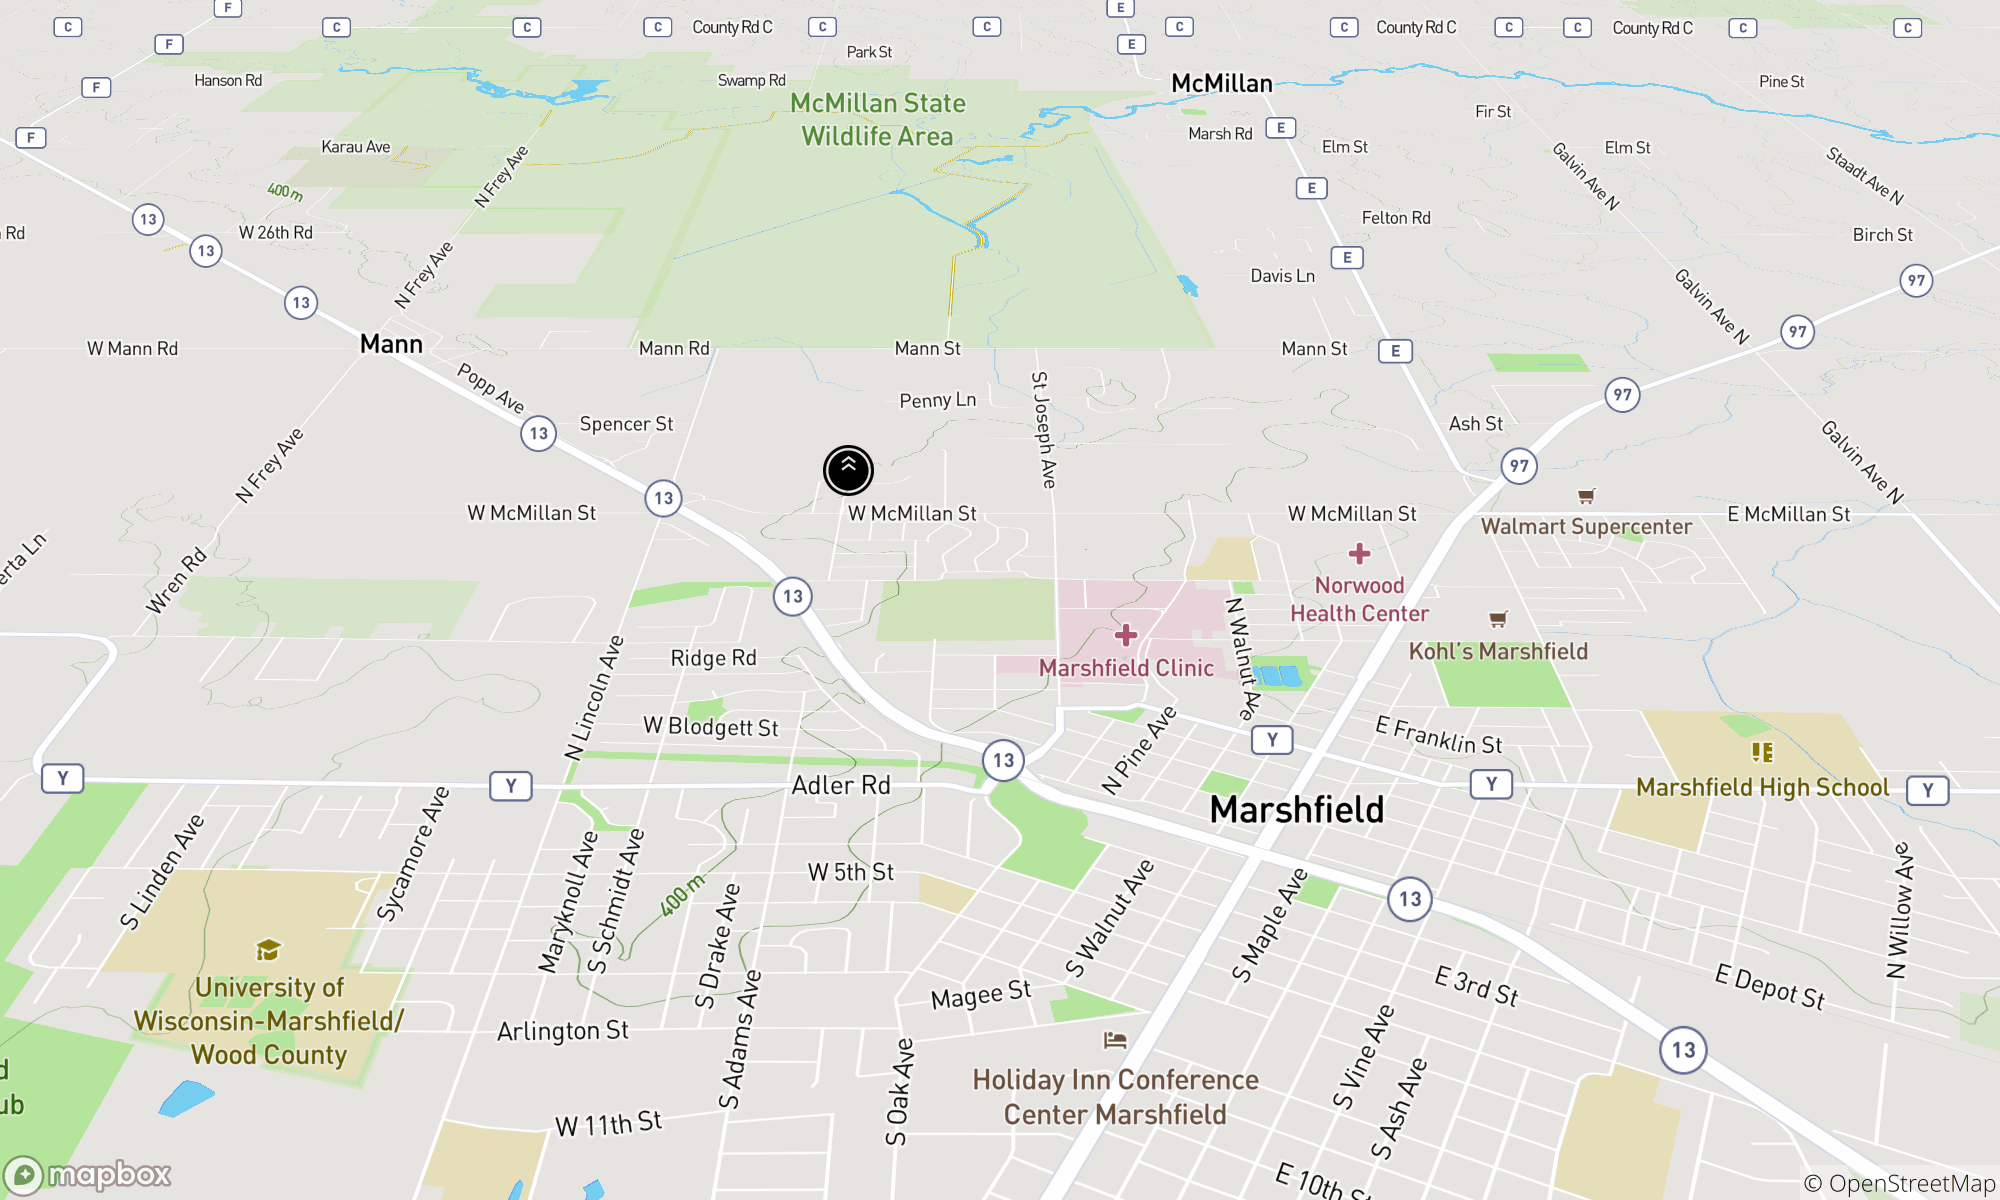 F
E
C
C
C
C
County Rd C
C
C
C
C
County Rd C
C
C
County Rd C
C
C
F
E
Park St
Hanson Rd
Swamp Rd
McMillan
Pine St
F
McMillan State
Wildlife Area
Fir St
F
Marsh Rd
E
Karau Ave
Elm St
Elm St
N Frey Ave
Galvin Ave N
Staadt Ave N
400 m
E
13
Felton Rd
Rd
W 26th Rd
Birch St
13
E
N Frey Ave
Davis Ln
97
13
Galvin Ave N
97
W Mann Rd
Mann
Mann Rd
Mann St
Mann St
E
Popp Ave
97
Penny Ln
St Joseph Ave
Spencer St
Ash St
13
N Frey Ave
Galvin Ave N
97
13
W McMillan St
W McMillan St
W McMillan St
Walmart Supercenter
E McMillan St
erta Ln
Wren Rd
Norwood
Health Center
13
N Walnut Ave
Ridge Rd
Marshfield Clinic
Kohl's Marshfield
N Lincoln Ave
W Blodgett St
N Pine Ave
Y
E Franklin St
13
Y
Y
Adler Rd
Y
Marshfield High School
Y
Marshfield
S Linden Ave
Sycamore Ave
Maryknoll Ave
S Schmidt Ave
W 5th St
400 m
S Drake Ave
S Walnut Ave
S Maple Ave
13
N Willow Ave
University of
Wisconsin-Marshfield/
Wood County
Magee St
E 3rd St
E Depot St
Arlington St
S Adams Ave
S Oak Ave
S Vine Ave
S Ash Ave
13
d
ub
Holiday Inn Conference
Center Marshfield
W 11th St
E 10th St
mapbox
© OpenStreetMap